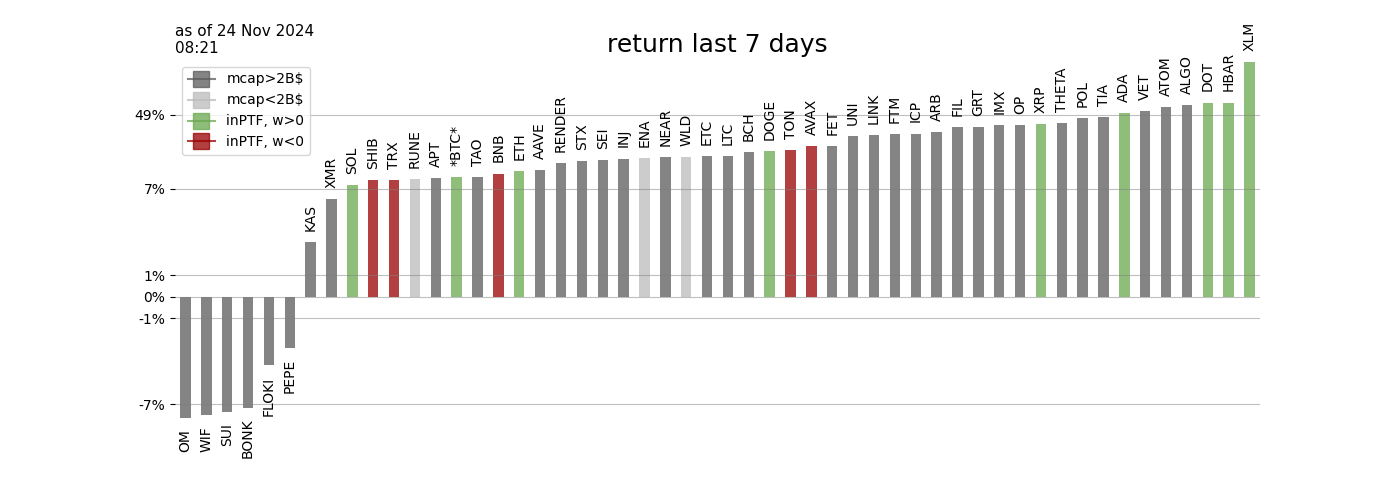 as of 24 Nov 2024
08:21
return last 7 days
mcap>2B$
mcap<2B$
inPTF, w>0
inPTF, w<0
49%
7%
1%
0%
-1%
-7%
OM
WIF
SUI
BONK
FLOKI
PEPE
KAS
XMR
SOL
SHIB
TRX
RUNE
APT
*BTC*
TAO
BNB
ETH
AAVE
RENDER
STX
SEI
INJ
ENA
NEAR
WLD
ETC
LTC
BCH
DOGE
TON
AVAX
FET
UNI
LINK
FTM
ICP
ARB
FIL
GRT
IMX
OP
XRP
THETA
POL
TIA
ADA
VET
ATOM
ALGO
DOT
HBAR
XLM